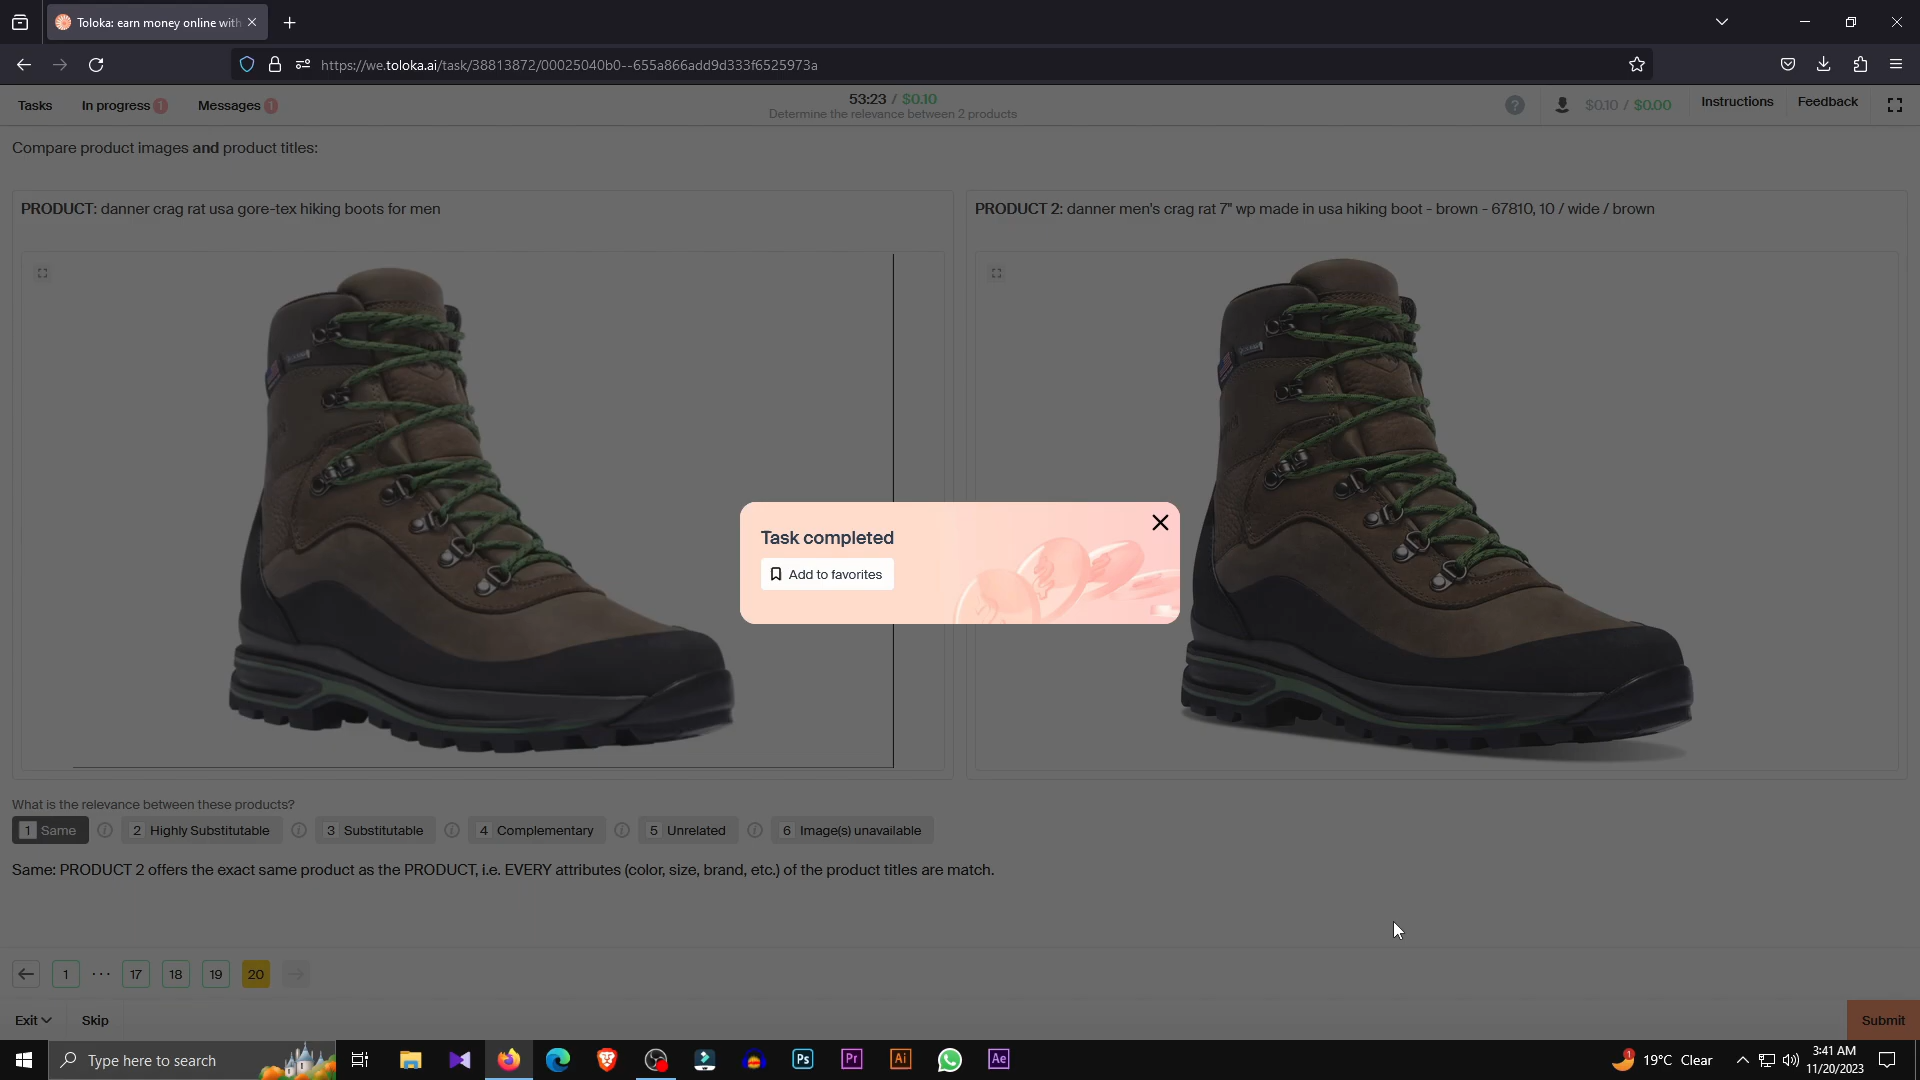 Toloka: earn money online with
https://we.toloka.ai/task/38813872/00025040b0--655a866add9d333f6525973a
Tasks
In progress 1
Messages 1
53:23 / $0.10
Determine the relevance between 2 products
?
$0.10 / $0.00
Instructions
Feedback
Compare product images and product titles:
PRODUCT: danner crag rat usa gore-tex hiking boots for men
PRODUCT 2: danner men's crag rat 7" wp made in usa hiking boot - brown - 67810, 10 / wide / brown
Task completed
Add to favorites
What is the relevance between these products?
1 Same
2 Highly Substitutable
3 Substitutable
4 Complementary
5 Unrelated
6 Image(s) unavailable
Same: PRODUCT 2 offers the exact same product as the PRODUCT, i.e. EVERY attributes (color, size, brand, etc.) of the product titles are match.
1 ... 17 18 19 20
Exit
Skip
Submit
Type here to search
Ps
Pr
Ai
Ae
1
19°C Clear
3:41 AM
11/20/2023